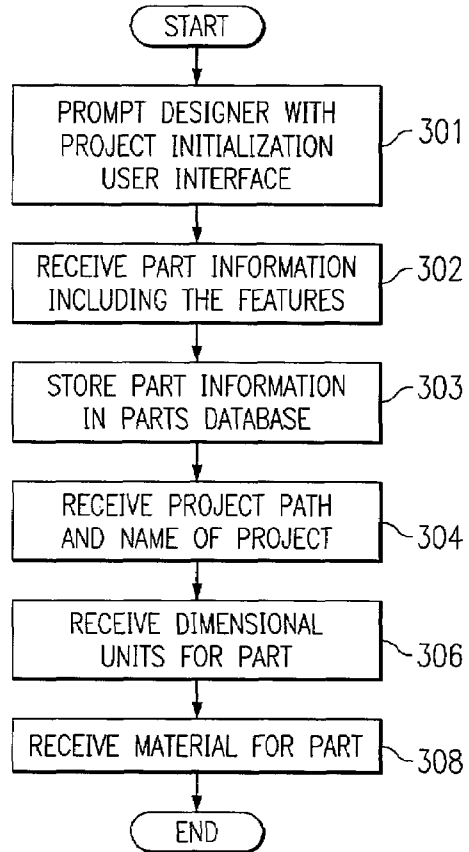 START
PROMPT DESIGNER WITH
PROJECT INITIALIZATION
USER INTERFACE
301
RECEIVE PART INFORMATION
INCLUDING THE FEATURES
302
STORE PART INFORMATION
IN PARTS DATABASE
303
RECEIVE PROJECT PATH
AND NAME OF PROJECT
304
RECEIVE DIMENSIONAL
UNITS FOR PART
306
RECEIVE MATERIAL FOR PART
308
END